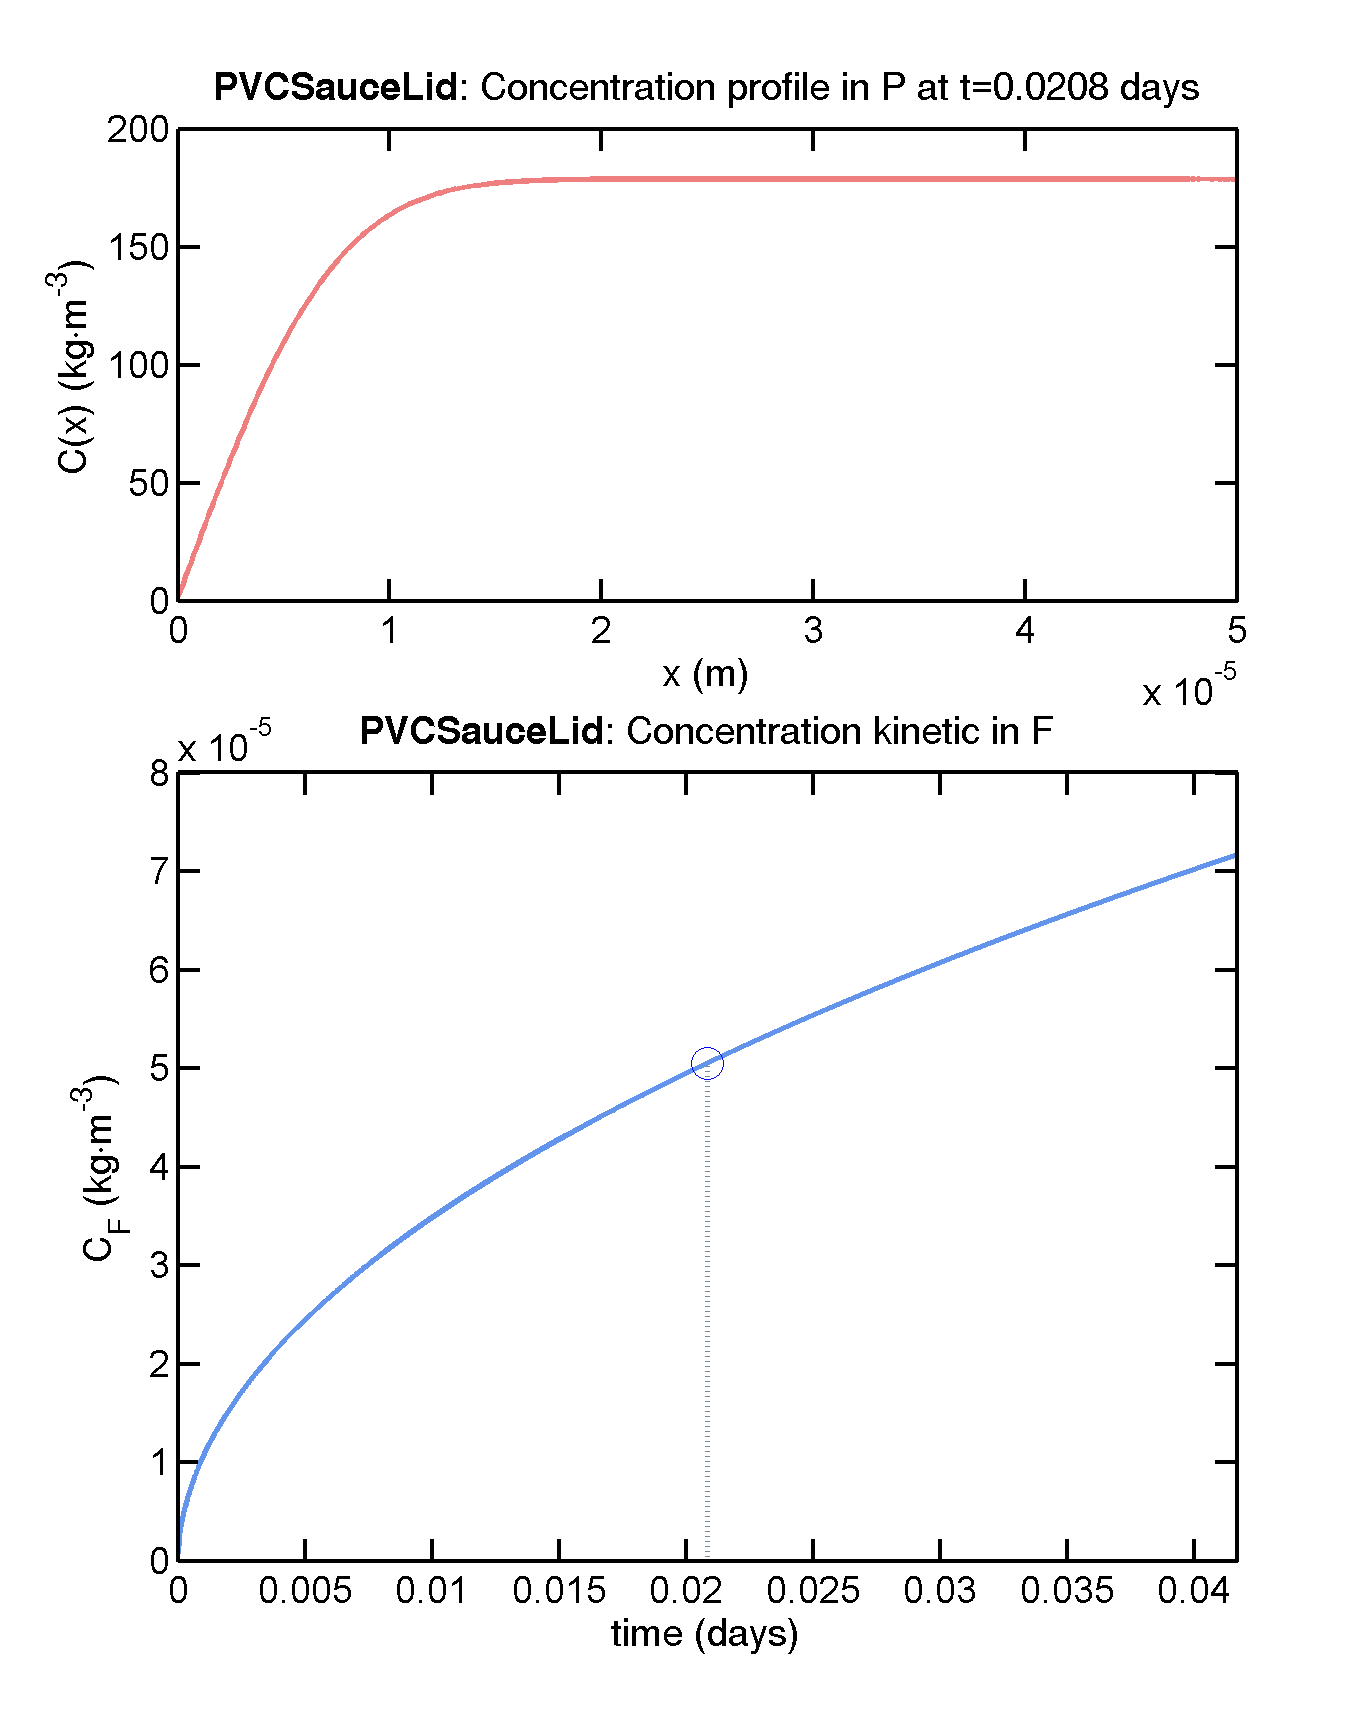 PVCSauceLid: Concentration profile in P at t=0.0208 days
200
150
100
50
0
C(x) (kg·m⁻³)
0 1 2 3 4 5
x (m)
x 10⁻⁵
PVCSauceLid: Concentration kinetic in F
x 10⁻⁵
8
7
6
5
4
3
2
1
0
C_F (kg·m⁻³)
0 0.005 0.01 0.015 0.02 0.025 0.03 0.035 0.04
time (days)